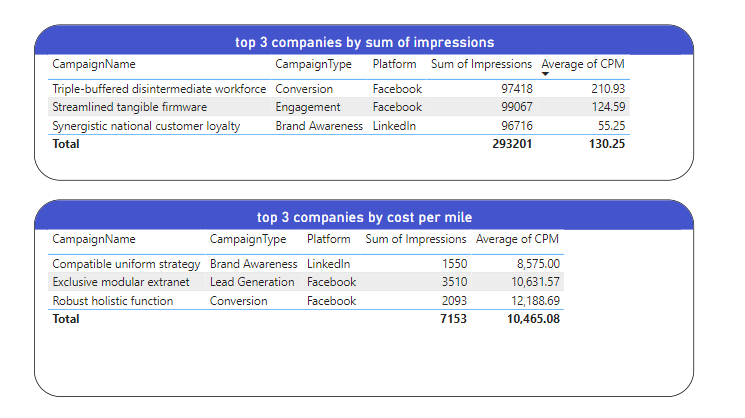 top 3 companies by sum of impressions
CampaignName CampaignType Platform Sum of Impressions Average of CPM
Triple-buffered disintermediate workforce Conversion Facebook 97418 210.93
Streamlined tangible firmware Engagement Facebook 99067 124.59
Synergistic national customer loyalty Brand Awareness LinkedIn 96716 55.25
Total 293201 130.25
top 3 companies by cost per mile
CampaignName CampaignType Platform Sum of Impressions Average of CPM
Compatible uniform strategy Brand Awareness LinkedIn 1550 8,575.00
Exclusive modular extranet Lead Generation Facebook 3510 10,631.57
Robust holistic function Conversion Facebook 2093 12,188.69
Total 7153 10,465.08